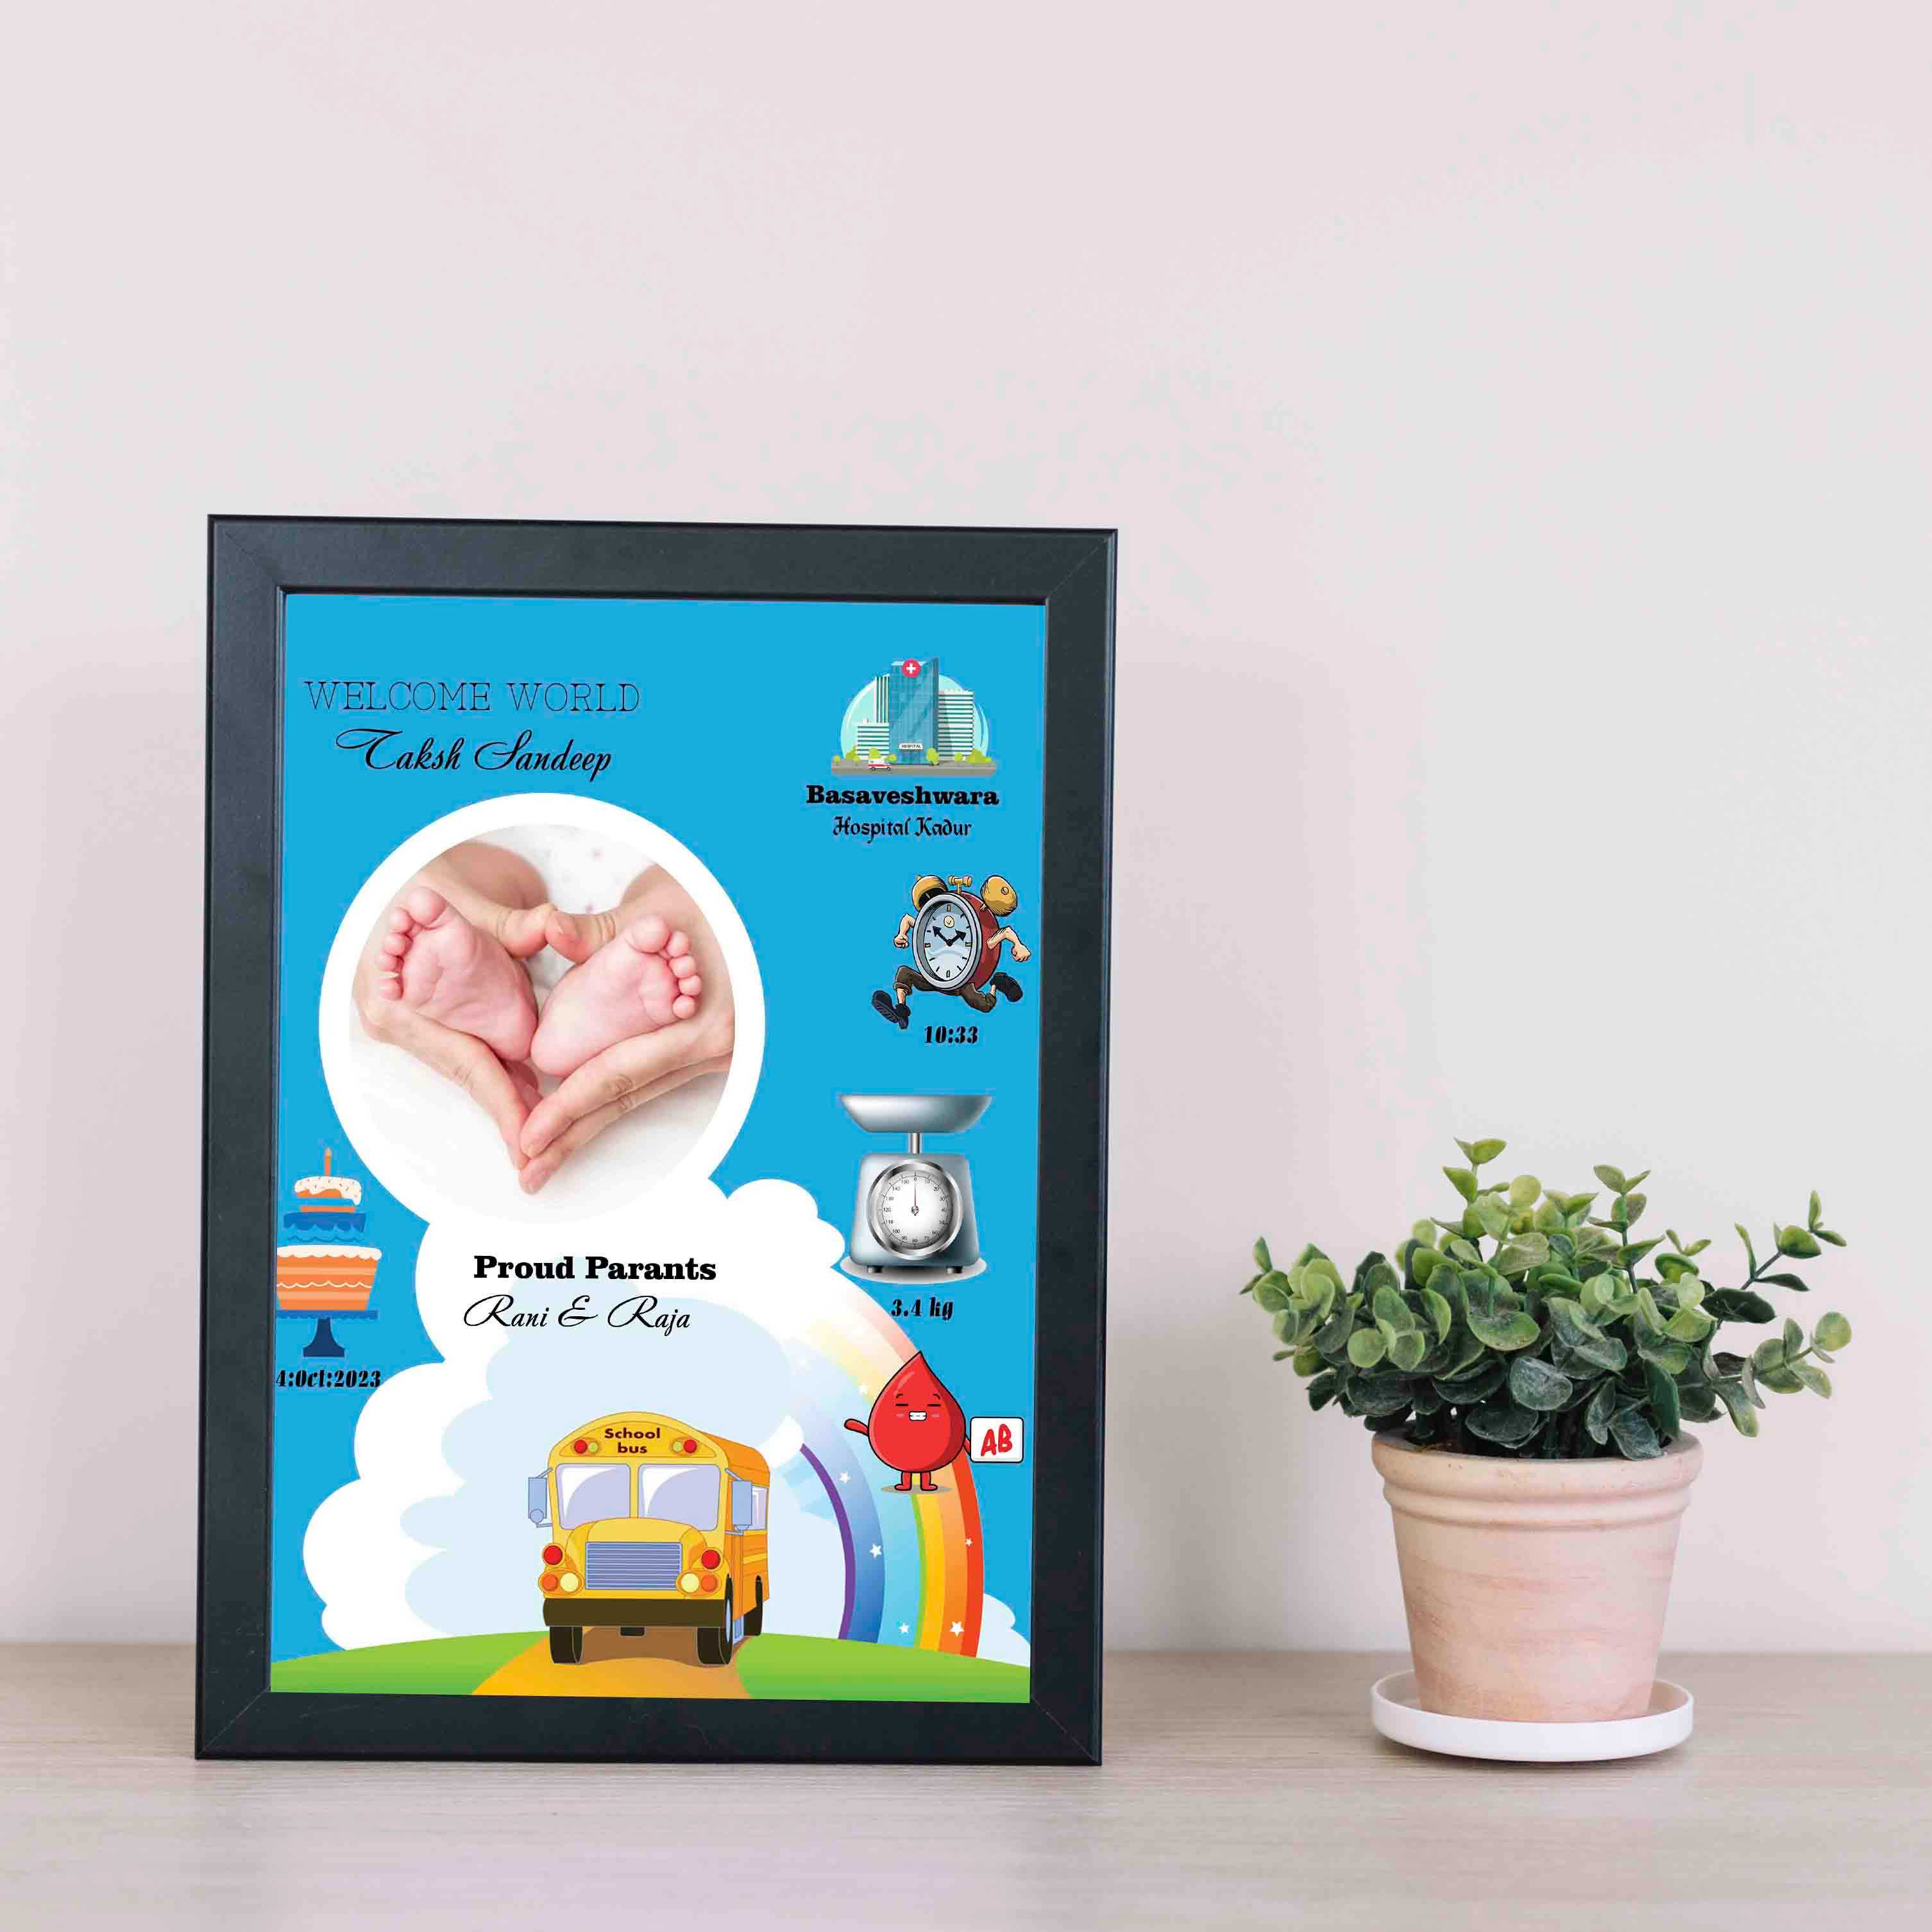 WELCOME WORLD
Taksh Sandeep
HOSPITAL
Basaveshwara
Hospital Kadur
10:33
3.4 kg
Proud Parants
Rani & Raja
4:Oct:2023
AB
School
bus